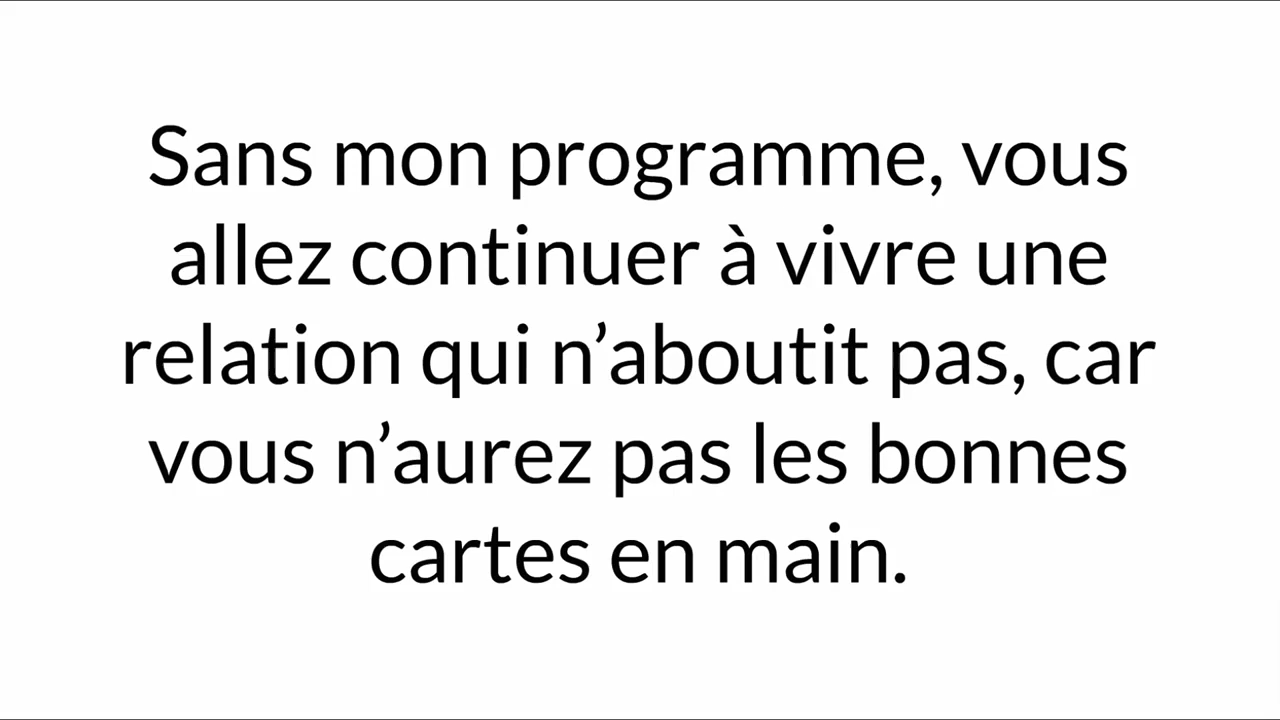 Sans mon programme, vous
allez continuer à vivre une
relation qui n’aboutit pas, car
vous n’aurez pas les bonnes
cartes en main.